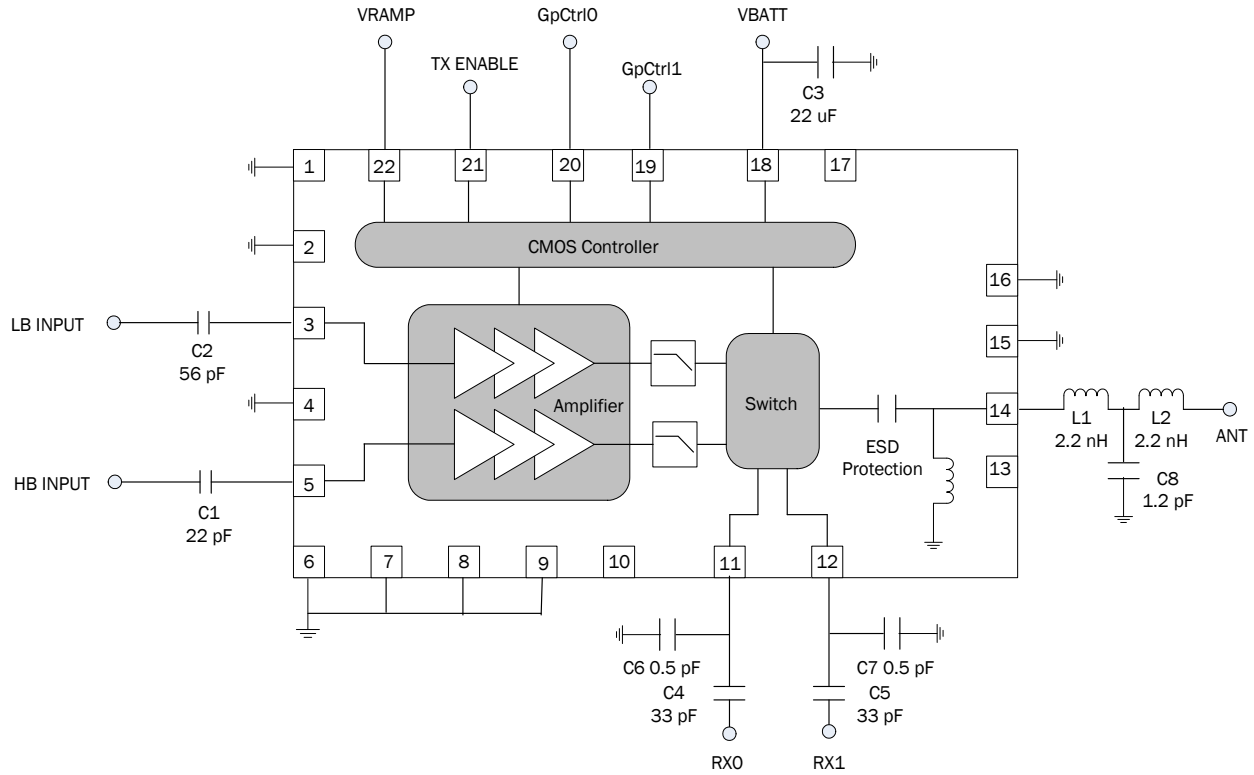 VRAMP
GpCtrl0
VBATT
TX ENABLE
GpCtrl1
C3
22 uF
1
22
21
20
19
18
17
2
CMOS Controller
16
LB INPUT
3
15
C2
56 pF
4
Amplifier
Switch
14
L1
2.2 nH
L2
2.2 nH
ANT
ESD
Protection
13
C8
1.2 pF
HB INPUT
5
C1
22 pF
6
7
8
9
10
11
12
C6 0.5 pF
C7 0.5 pF
C4
33 pF
C5
33 pF
RX0
RX1